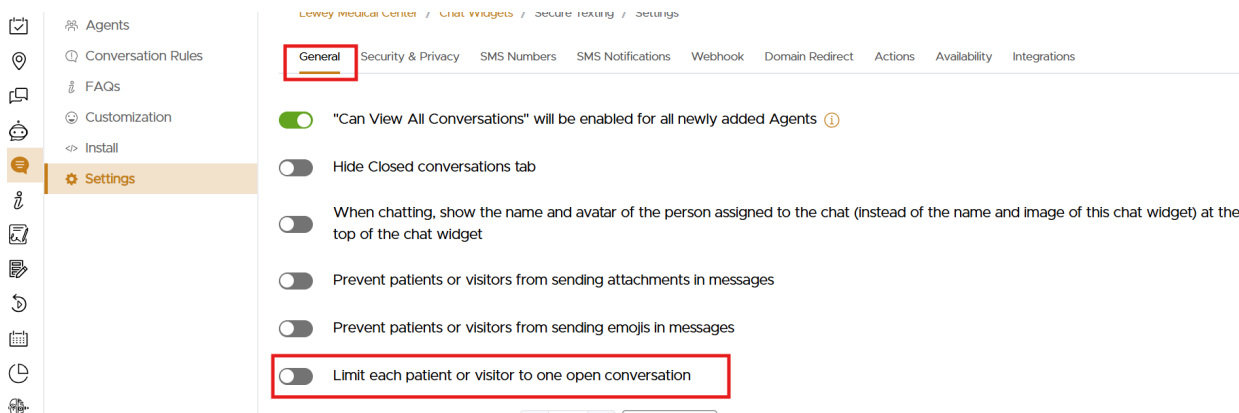 Lewey Medical Center / Chat Widgets / Secure Texting / Settings
Agents
Conversation Rules
FAQs
Customization
Install
Settings
General Security & Privacy SMS Numbers SMS Notifications Webhook Domain Redirect Actions Availability Integrations
"Can View All Conversations" will be enabled for all newly added Agents
Hide Closed conversations tab
When chatting, show the name and avatar of the person assigned to the chat (instead of the name and image of this chat widget) at the
top of the chat widget
Prevent patients or visitors from sending attachments in messages
Prevent patients or visitors from sending emojis in messages
Limit each patient or visitor to one open conversation